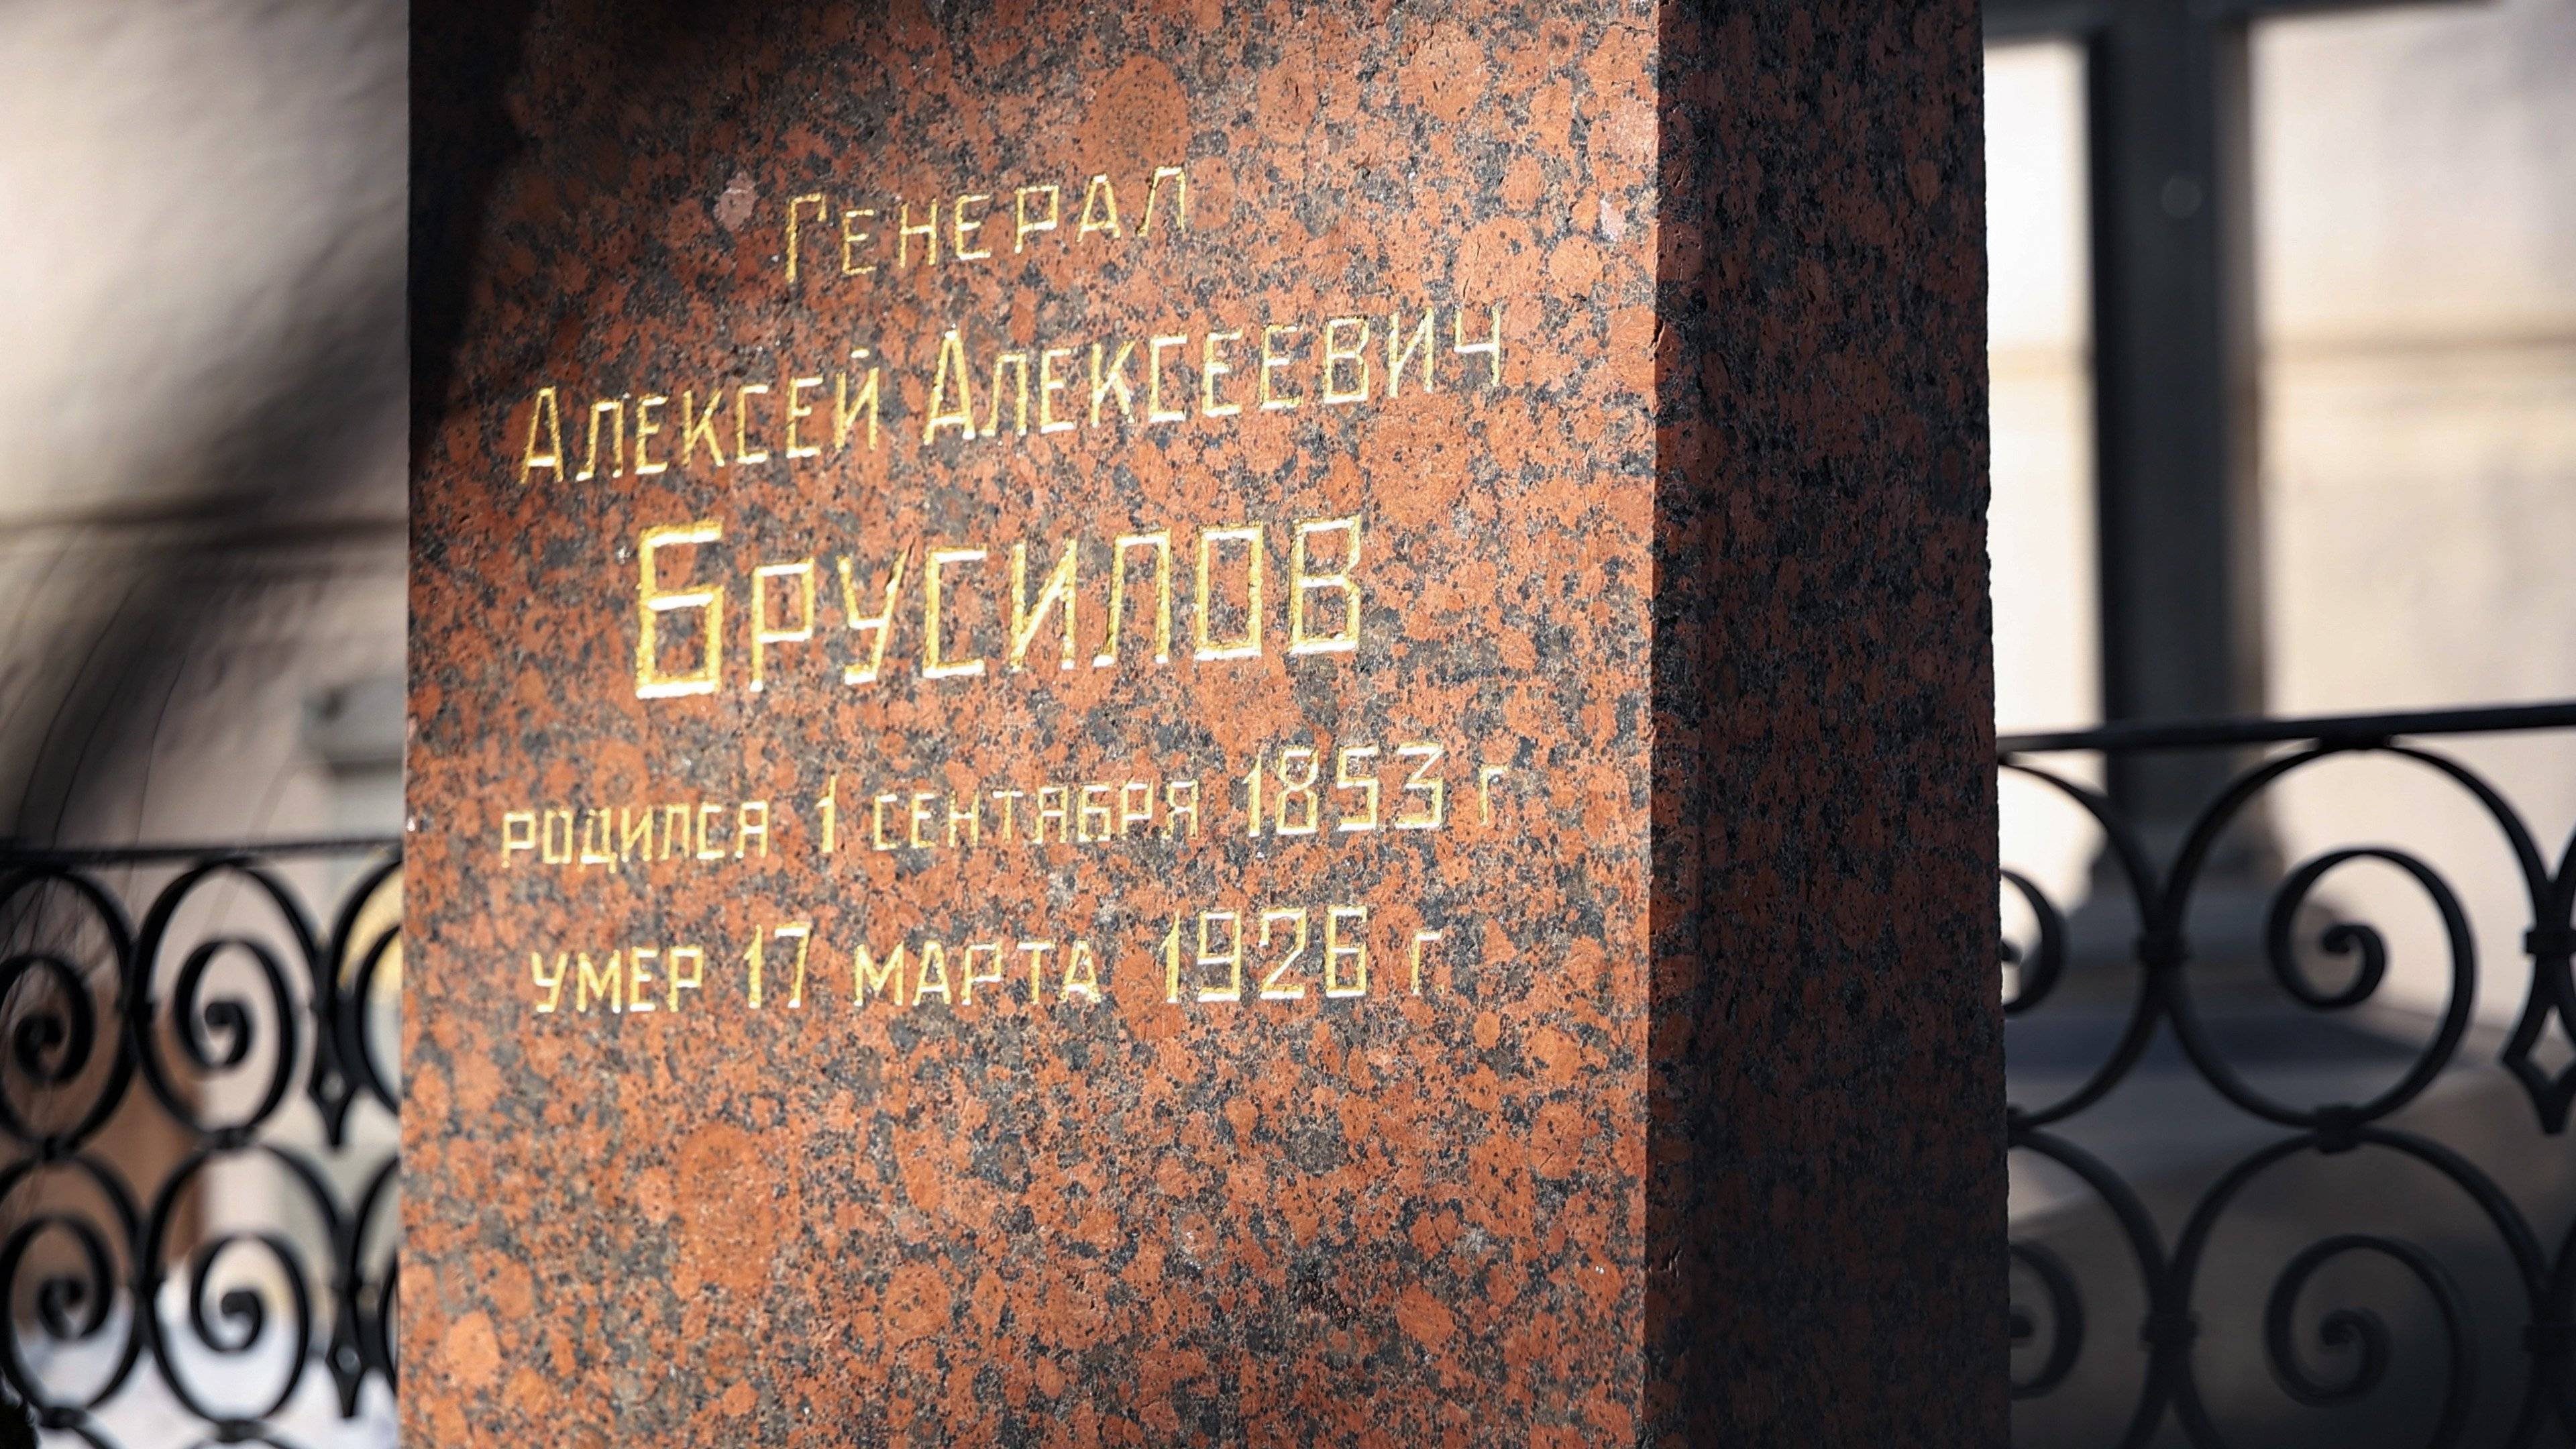 Генерал
Алексей Алексеевич
Брусилов
родился 1 сентября 1853 г
умер 17 марта 1926 г